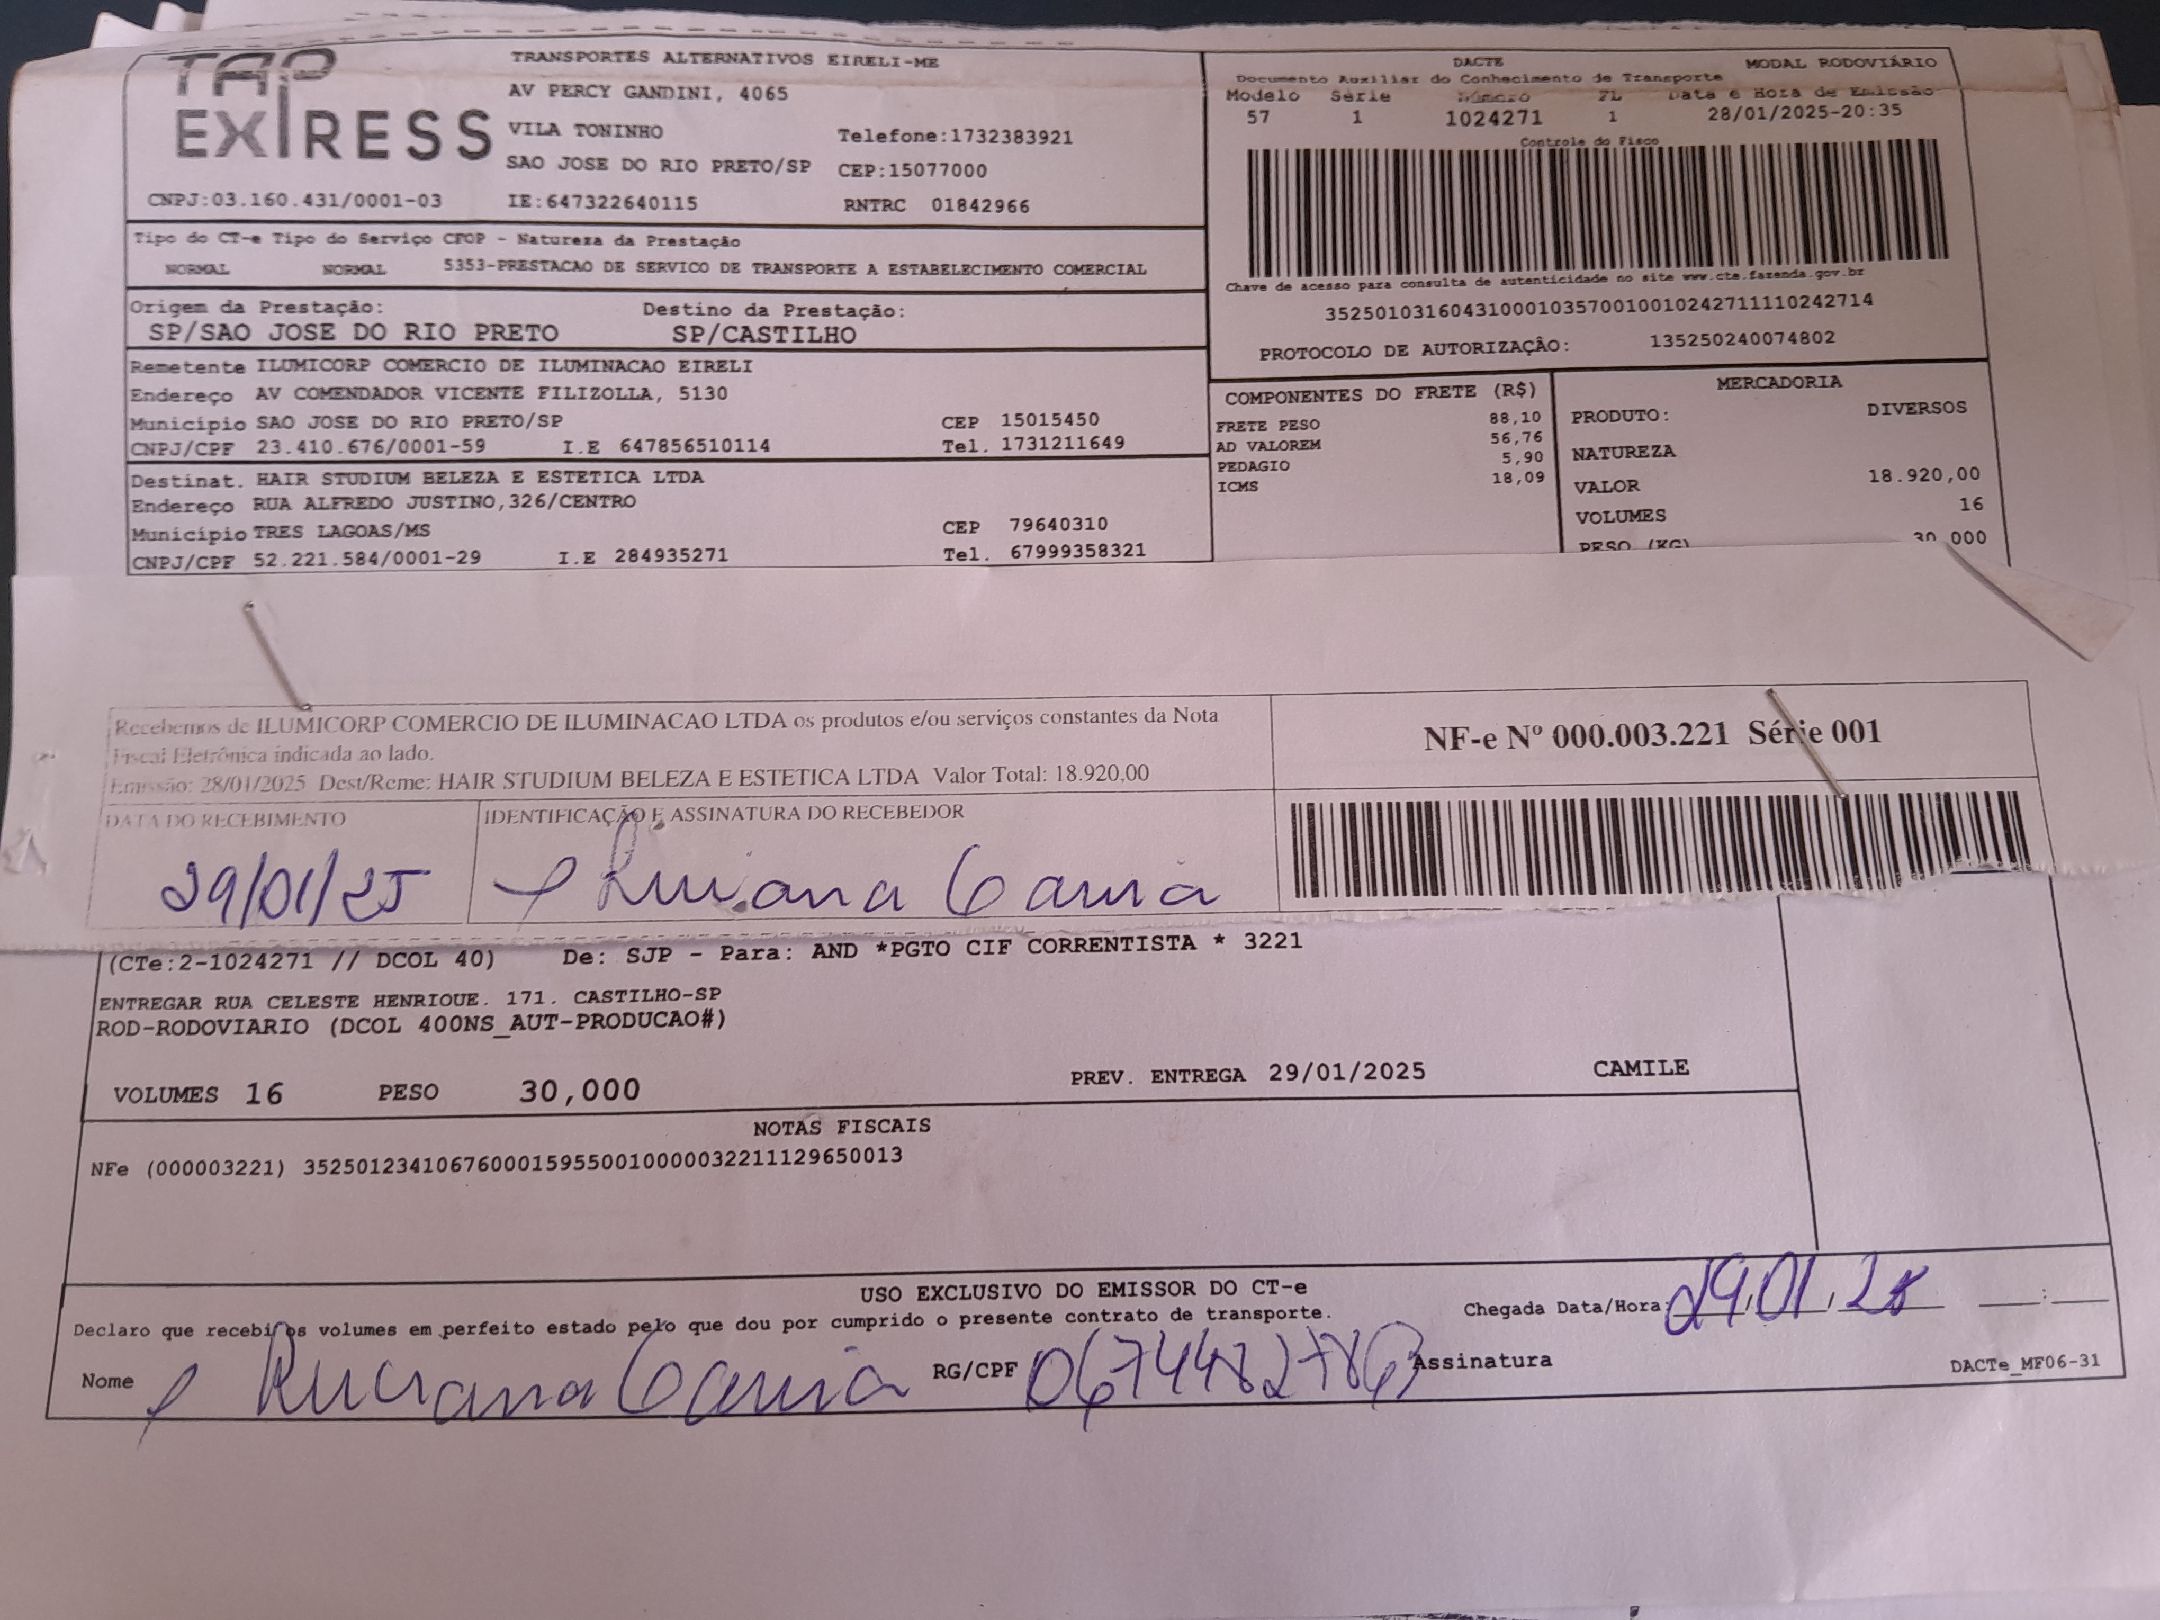 TAP
EXPRESS
TRANSPORTES ALTERNATIVOS EIRELI-ME
AV PERCY GANDINI, 4065
VILA TONINHO Telefone:1732383921
SAO JOSE DO RIO PRETO/SP CEP:15077000
CNPJ:03.160.431/0001-03 IE:647322640115 RNTRC 01842966
DACTE MODAL RODOVIÁRIO
Documento Auxiliar do Conhecimento de Transporte
Modelo Série Número FL Data e Hora de Emissão
57 1 1024271 1 28/01/2025-20:35
Controle do Fisco
Chave de acesso para consulta de autenticidade no site www.cte.fazenda.gov.br
35250103160431000103570010010242711110242714
PROTOCOLO DE AUTORIZAÇÃO: 135250240074802
Tipo do CT-e Tipo do Serviço CFOP - Natureza da Prestação
NORMAL NORMAL 5353-PRESTACAO DE SERVICO DE TRANSPORTE A ESTABELECIMENTO COMERCIAL
Origem da Prestação: Destino da Prestação:
SP/SAO JOSE DO RIO PRETO SP/CASTILHO
Remetente ILUMICORP COMERCIO DE ILUMINACAO EIRELI
Endereço AV COMENDADOR VICENTE FILIZOLLA, 5130
Município SAO JOSE DO RIO PRETO/SP CEP 15015450
CNPJ/CPF 23.410.676/0001-59 I.E 647856510114 Tel. 1731211649
Destinat. HAIR STUDIUM BELEZA E ESTETICA LTDA
Endereço RUA ALFREDO JUSTINO,326/CENTRO
Município TRES LAGOAS/MS CEP 79640310
CNPJ/CPF 52.221.584/0001-29 I.E 284935271 Tel. 67999358321
COMPONENTES DO FRETE (R$)
FRETE PESO 88,10
AD VALOREM 56,76
PEDAGIO 5,90
ICMS 18,09
MERCADORIA
PRODUTO: DIVERSOS
NATUREZA
VALOR 18.920,00
VOLUMES 16
PESO (KG) 30,000
Recebemos de ILUMICORP COMERCIO DE ILUMINACAO LTDA os produtos e/ou serviços constantes da Nota
Fiscal Eletrônica indicada ao lado.
Emissão: 28/01/2025 Dest/Reme: HAIR STUDIUM BELEZA E ESTETICA LTDA Valor Total: 18.920,00
NF-e Nº 000.003.221 Série 001
DATA DO RECEBIMENTO IDENTIFICAÇÃO E ASSINATURA DO RECEBEDOR
29/01/25 Luciana Garcia
(CTe:2-1024271 // DCOL 40) De: SJP - Para: AND *PGTO CIF CORRENTISTA * 3221
ENTREGAR RUA CELESTE HENRIQUE. 171. CASTILHO-SP
ROD-RODOVIARIO (DCOL 400NS_AUT-PRODUCAO#)
VOLUMES 16 PESO 30,000 PREV. ENTREGA 29/01/2025 CAMILE
NOTAS FISCAIS
NFe (000003221) 35250123410676000159550010000032211129650013
USO EXCLUSIVO DO EMISSOR DO CT-e
Declaro que recebi os volumes em perfeito estado pelo que dou por cumprido o presente contrato de transporte. Chegada Data/Hora: 29/01/25 :
Nome Luciana Garcia RG/CPF Assinatura DACTe_MF06-31